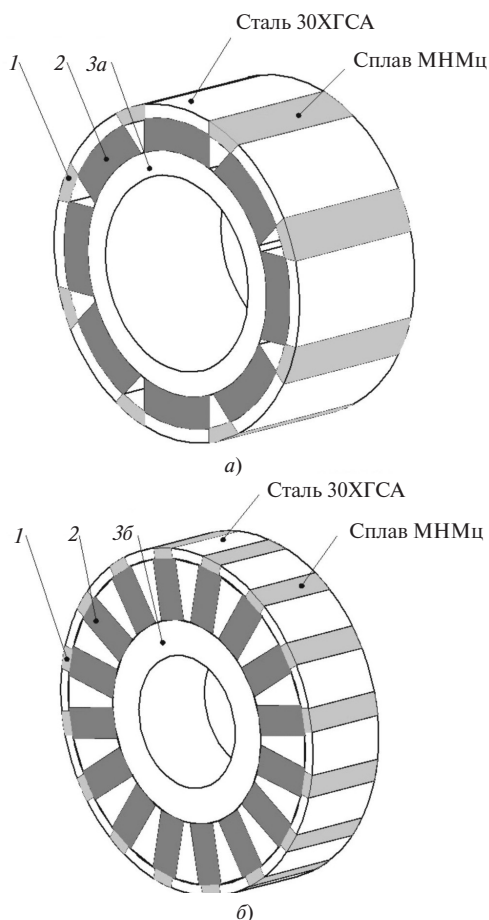 Сталь 30ХГСА
1 2 3а Сплав МНМц
а)
Сталь 30ХГСА
1 2 3б Сплав МНМц
б)